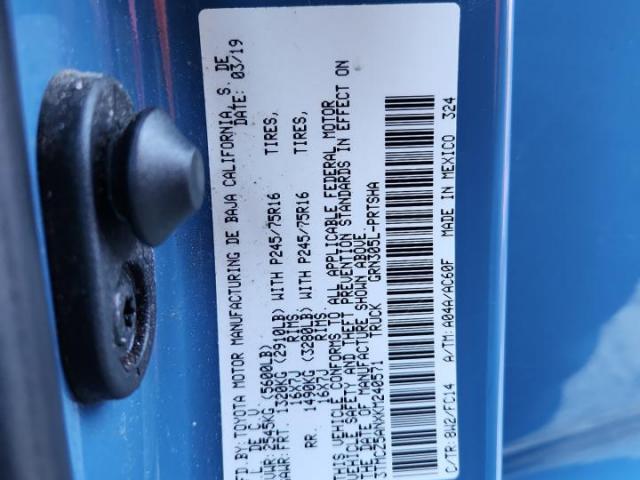 MFD.BY:TOYOTA MOTOR MANUFACTURING DE BAJA CALIFORNIA, S. DE
R.L. DE C.V. DATE: 03/19
GVWR: 2545KG (5600LB)
GAWR:FRT. 1320KG (2910LB) WITH P245/75R16 TIRES,
16X7J RIMS
RR. 1490KG (3280LB) WITH P245/75R16 TIRES,
16X7J RIMS
THIS VEHICLE CONFORMS TO ALL APPLICABLE FEDERAL MOTOR
VEHICLE SAFETY AND THEFT PREVENTION STANDARDS IN EFFECT ON
THE DATE OF MANUFACTURE SHOWN ABOVE.
3TMCZ5ANXKM240571 TRUCK GRN305L-PRTSHA
C/TR:8W2/FC14 A/TM:A04A/AC60F MADE IN MEXICO 324